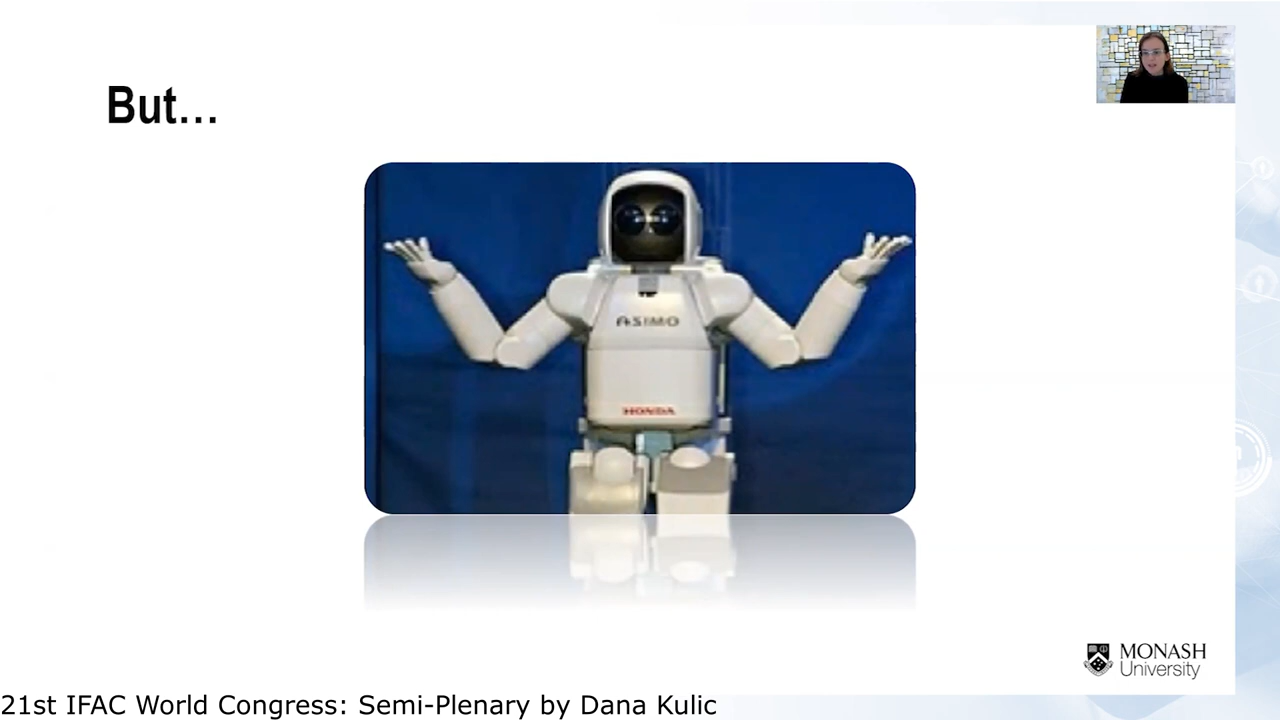 But...
ASIMO
HONDA
MONASH
University
21st IFAC World Congress: Semi-Plenary by Dana Kulic